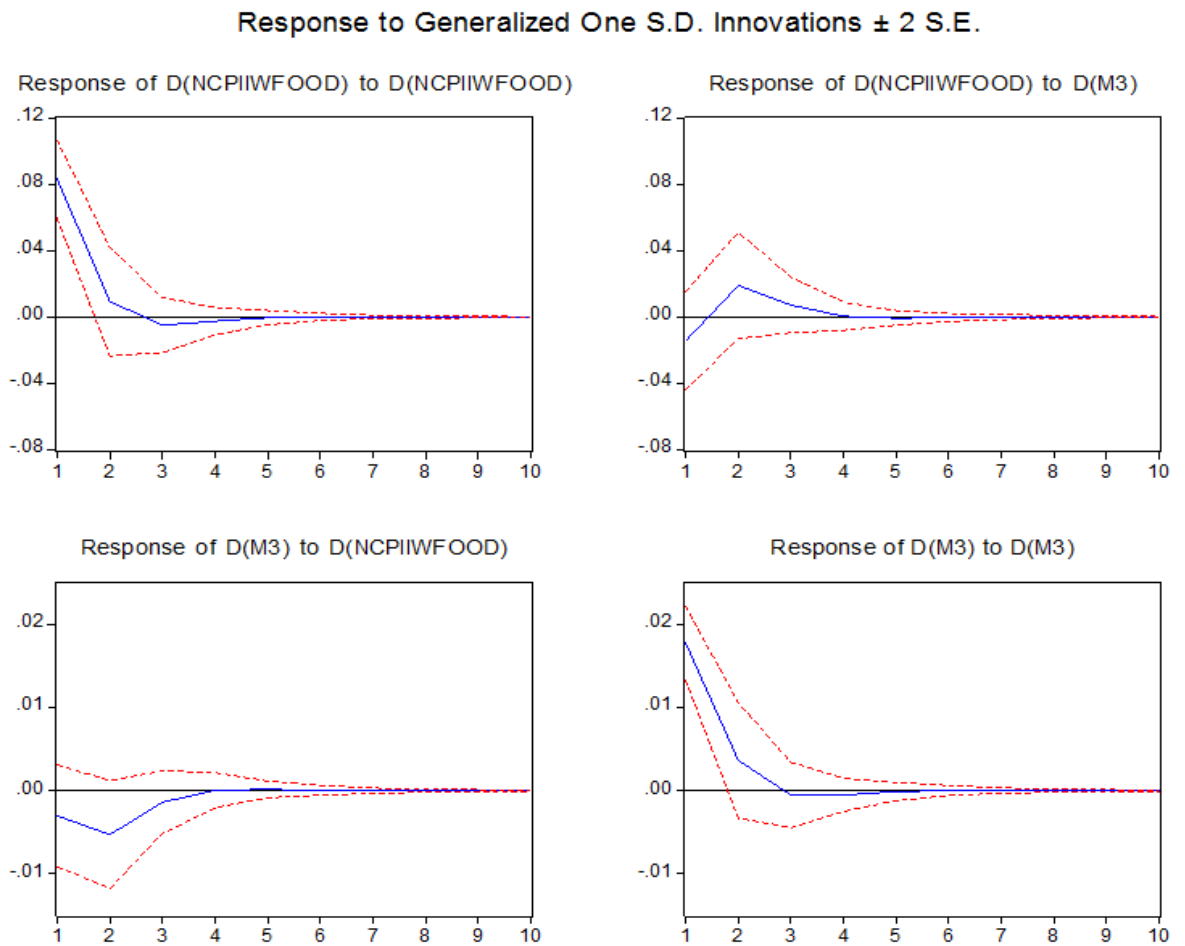 Response to Generalized One S.D. Innovations ± 2 S.E.
Response of D(NCPIIWFOOD) to D(NCPIIWFOOD)
.12
.08
.04
.00
-.04
-.08
1 2 3 4 5 6 7 8 9 10
Response of D(NCPIIWFOOD) to D(M3)
.12
.08
.04
.00
-.04
-.08
1 2 3 4 5 6 7 8 9 10
Response of D(M3) to D(NCPIIWFOOD)
.02
.01
.00
-.01
1 2 3 4 5 6 7 8 9 10
Response of D(M3) to D(M3)
.02
.01
.00
-.01
1 2 3 4 5 6 7 8 9 10